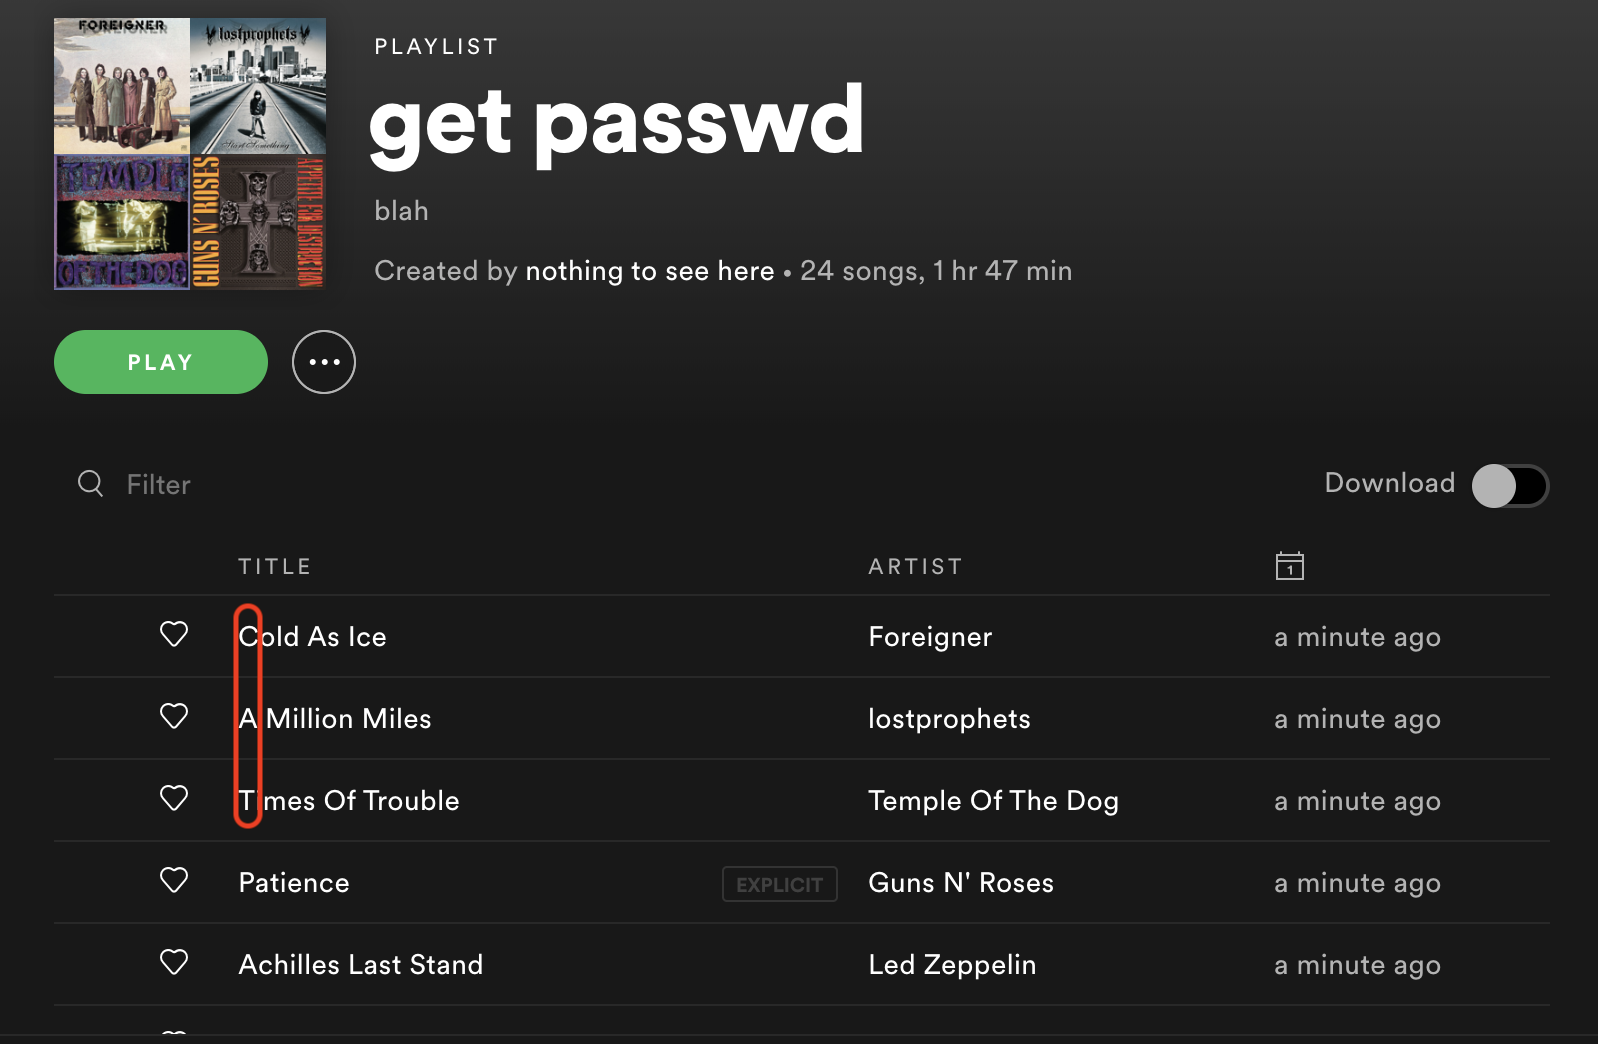 FOREIGNER
lostprophets
Start Something
TEMPLE
OF THE DOG
GUNS N' ROSES
APPETITE FOR DESTRUCTION
PLAYLIST
get passwd
blah
Created by nothing to see here • 24 songs, 1 hr 47 min
PLAY
Filter
Download
TITLE ARTIST 1
Cold As Ice Foreigner a minute ago
A Million Miles lostprophets a minute ago
Times Of Trouble Temple Of The Dog a minute ago
Patience EXPLICIT Guns N' Roses a minute ago
Achilles Last Stand Led Zeppelin a minute ago